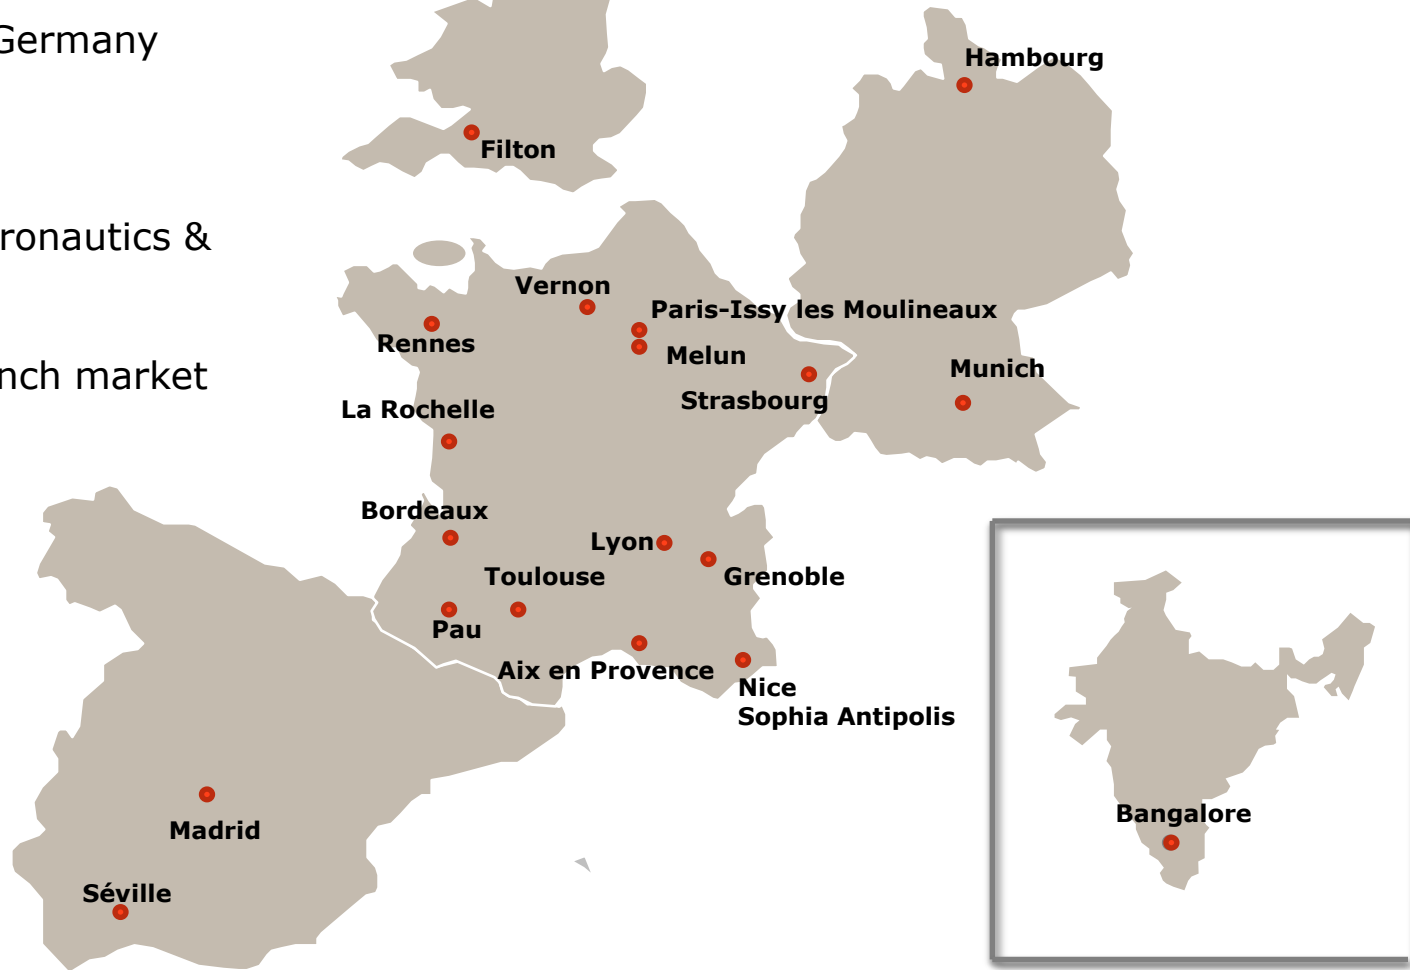 Germany
ronautics &
nch market
Hambourg
Filton
Vernon
Paris-Issy les Moulineaux
Rennes
Melun
Munich
Strasbourg
La Rochelle
Bordeaux
Lyon
Toulouse
Grenoble
Pau
Aix en Provence
Nice
Sophia Antipolis
Madrid
Séville
Bangalore